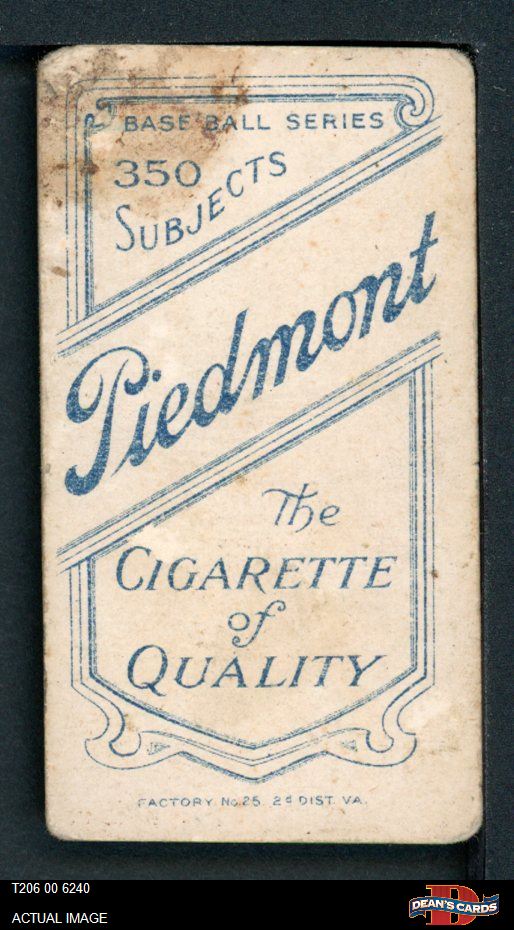 BASE BALL SERIES
350
SUBJECTS
Piedmont
The
CIGARETTE
of
QUALITY
FACTORY No 25 2d DIST. VA.
T206 00 6240
ACTUAL IMAGE
D
DEAN'S CARDS